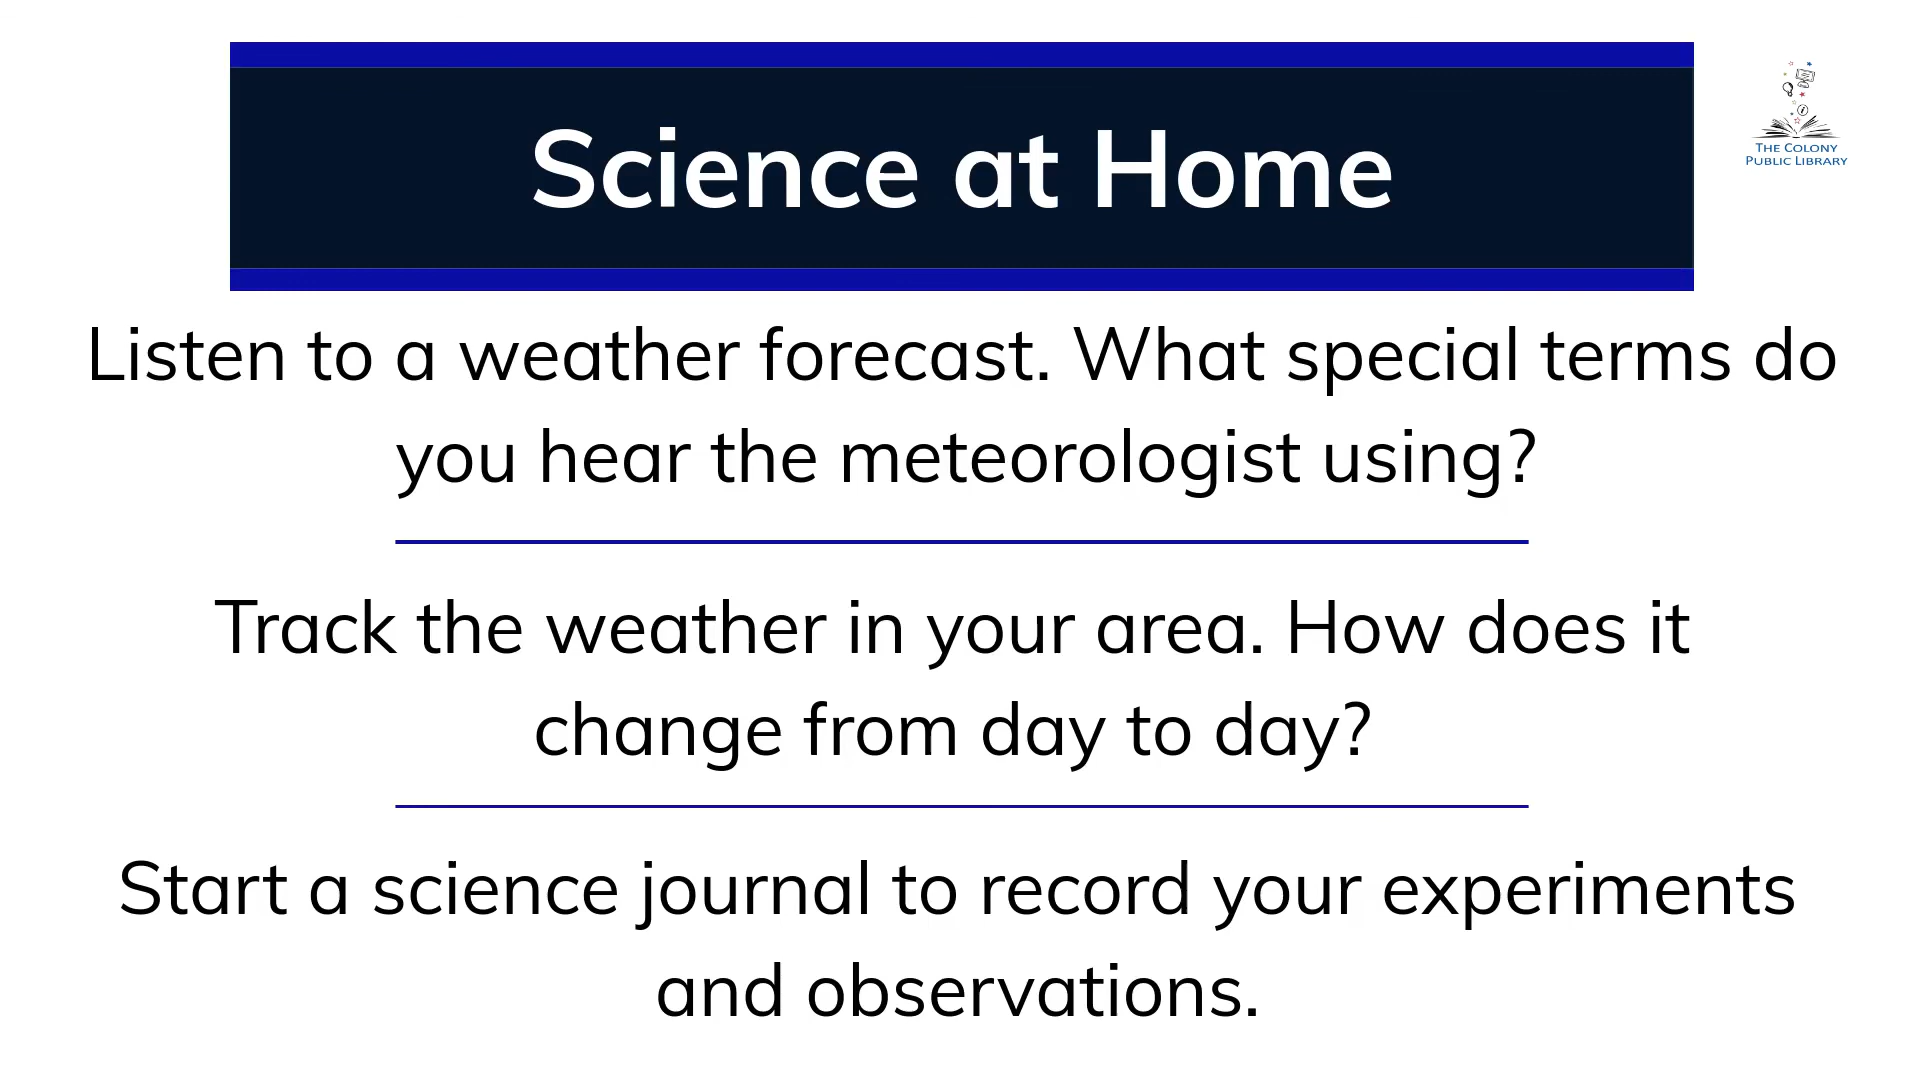 Science at Home
THE COLONY
PUBLIC LIBRARY
Listen to a weather forecast. What special terms do
you hear the meteorologist using?
Track the weather in your area. How does it
change from day to day?
Start a science journal to record your experiments
and observations.